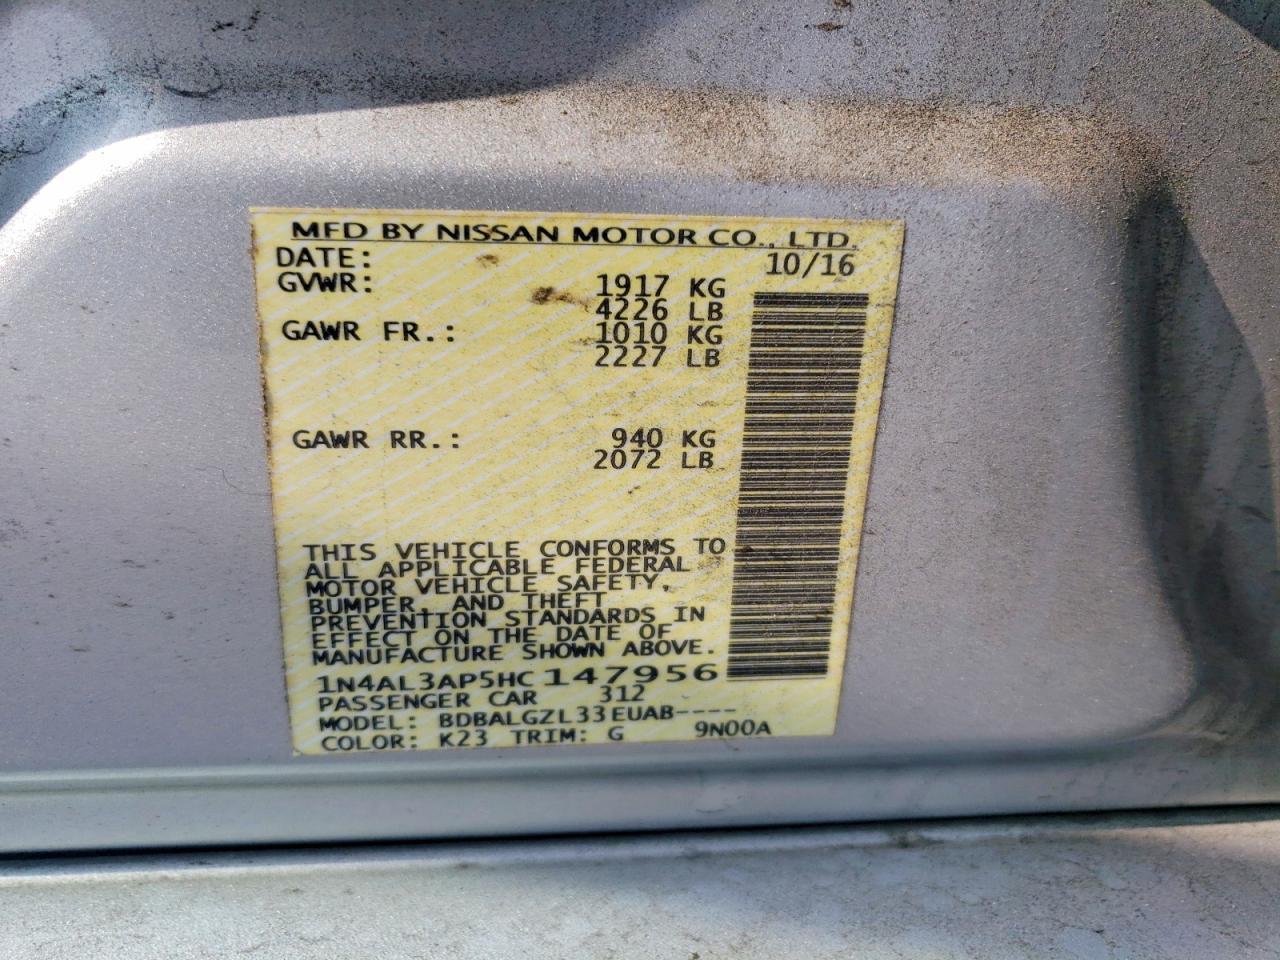 MFD BY NISSAN MOTOR CO., LTD.
DATE: 10/16
GVWR: 1917 KG
4226 LB
GAWR FR.: 1010 KG
2227 LB
GAWR RR.: 940 KG
2072 LB
THIS VEHICLE CONFORMS TO
ALL APPLICABLE FEDERAL
MOTOR VEHICLE SAFETY,
BUMPER, AND THEFT
PREVENTION STANDARDS IN
EFFECT ON THE DATE OF
MANUFACTURE SHOWN ABOVE.
1N4AL3AP5HC147956
PASSENGER CAR 312
MODEL: BDBALGZL33EUAB----
COLOR: K23 TRIM: G 9N00A